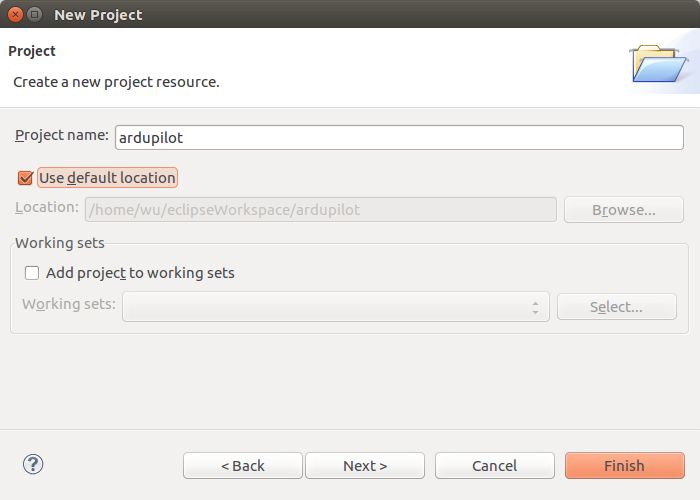 New Project
Project
Create a new project resource.
Project name: ardupilot
Use default location
Location: /home/wu/eclipseWorkspace/ardupilot Browse...
Working sets
Add project to working sets
Working sets: Select...
? < Back Next > Cancel Finish